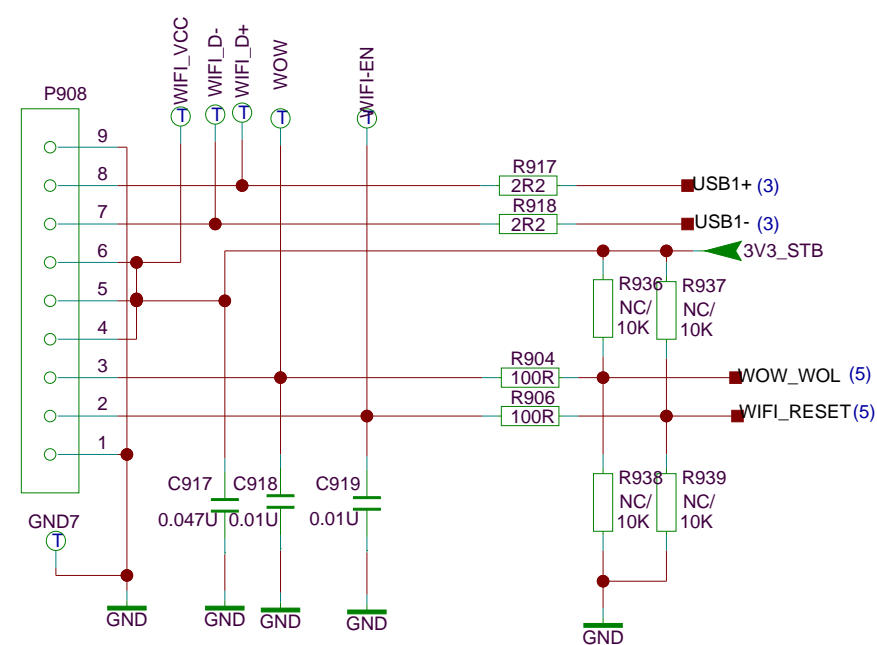 WIFI_VCC
WIFI_D-
WIFI_D+
WOW
WIFI-EN
T
T
T
T
T
P908
9
8
7
6
5
4
3
2
1
R917
2R2
USB1+ (3)
R918
2R2
USB1- (3)
3V3_STB
R936
NC/
10K
R937
NC/
10K
R904
100R
WOW_WOL (5)
R906
100R
WIFI_RESET (5)
C917
0.047U
C918
0.01U
C919
0.01U
R938
NC/
10K
R939
NC/
10K
GND7
T
GND
GND
GND
GND
GND